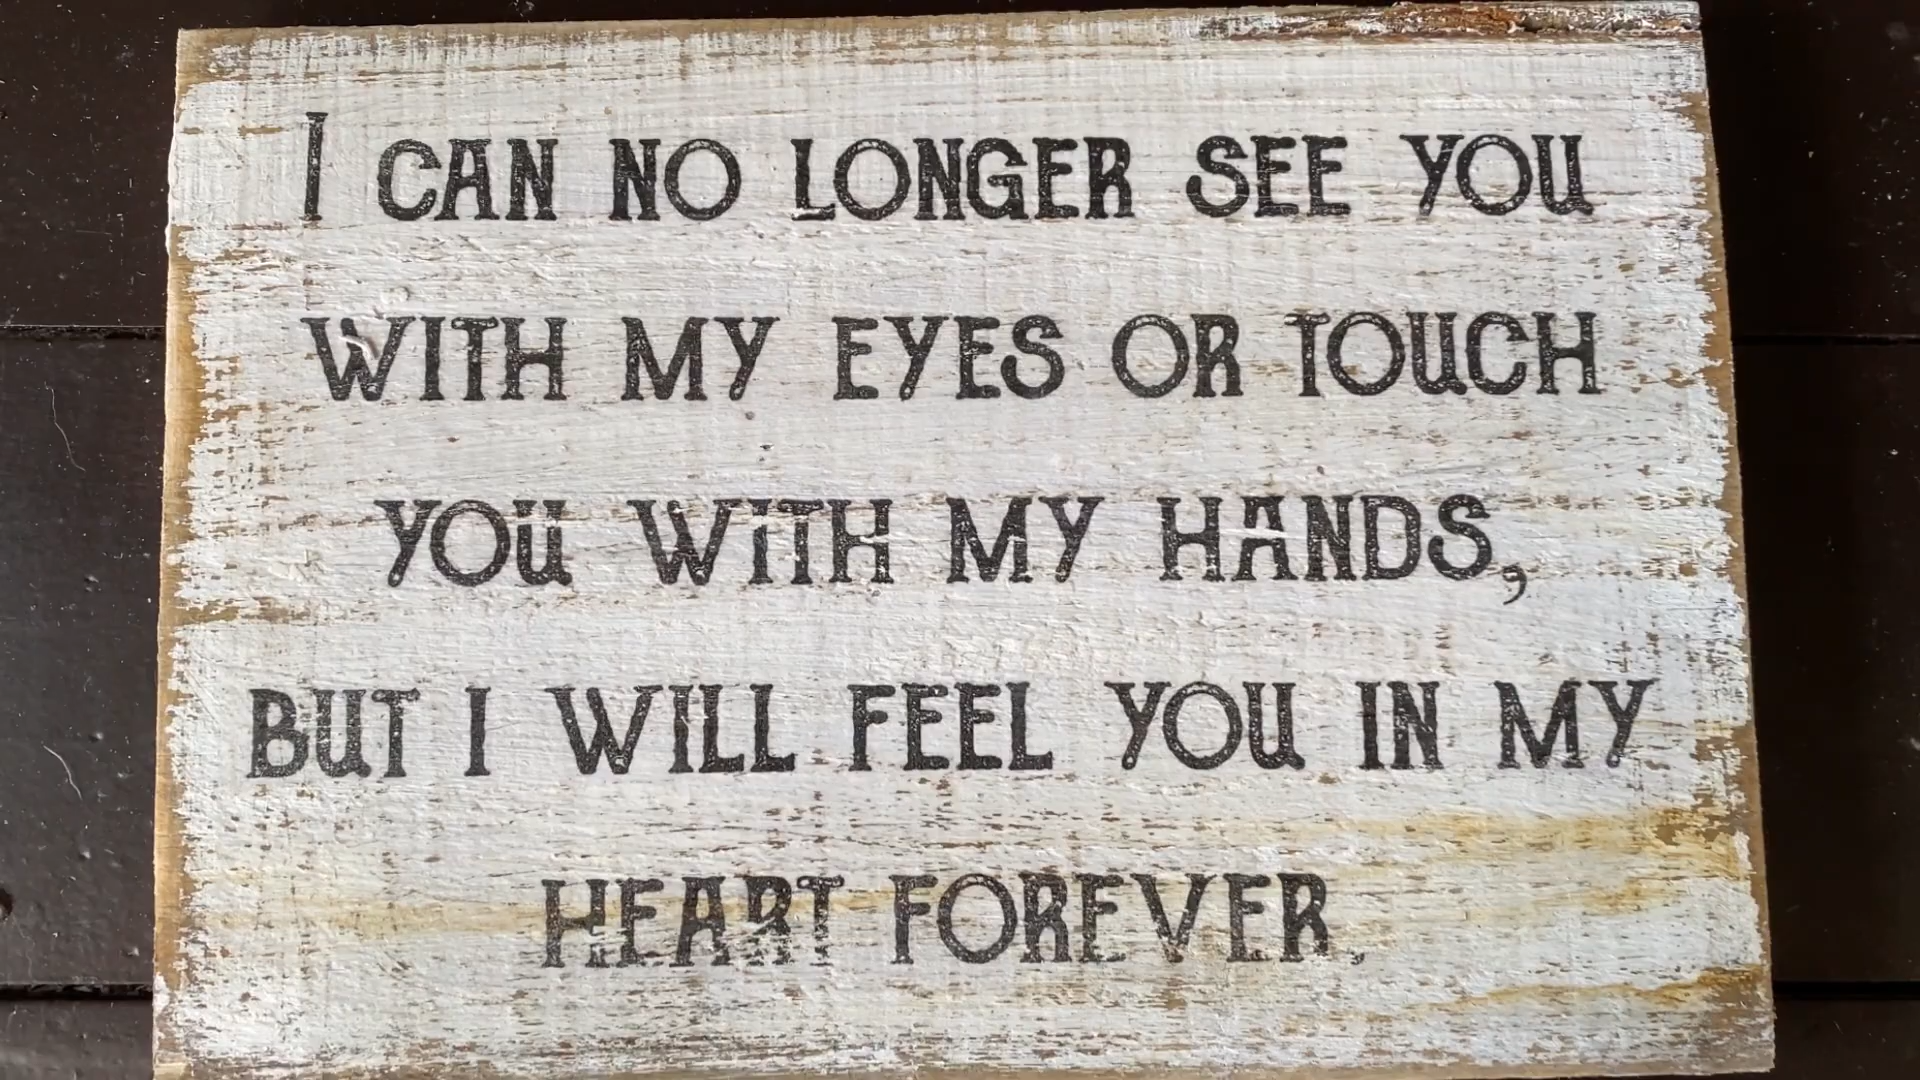 I CAN NO LONGER SEE YOU
WITH MY EYES OR TOUCH
YOU WITH MY HANDS,
BUT I WILL FEEL YOU IN MY
HEART FOREVER.